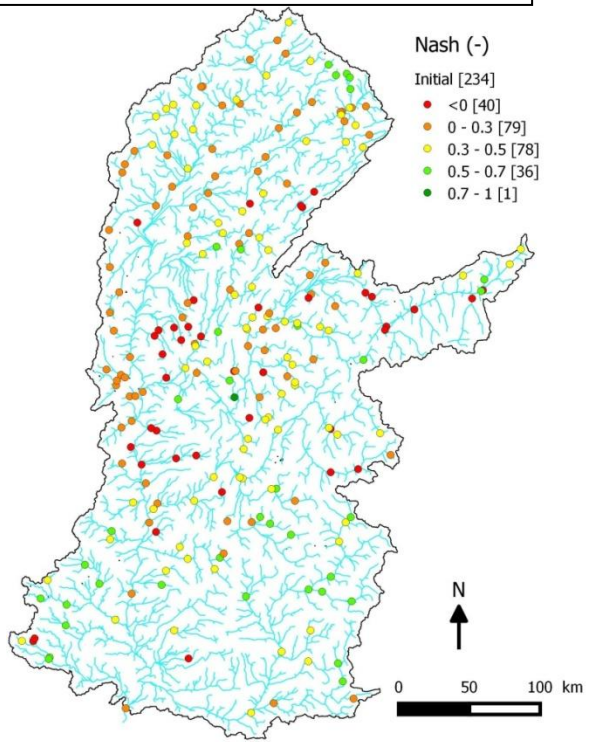 Nash (-)
Initial [234]
<0 [40]
0 - 0.3 [79]
0.3 - 0.5 [78]
0.5 - 0.7 [36]
0.7 - 1 [1]
N
0 50 100 km